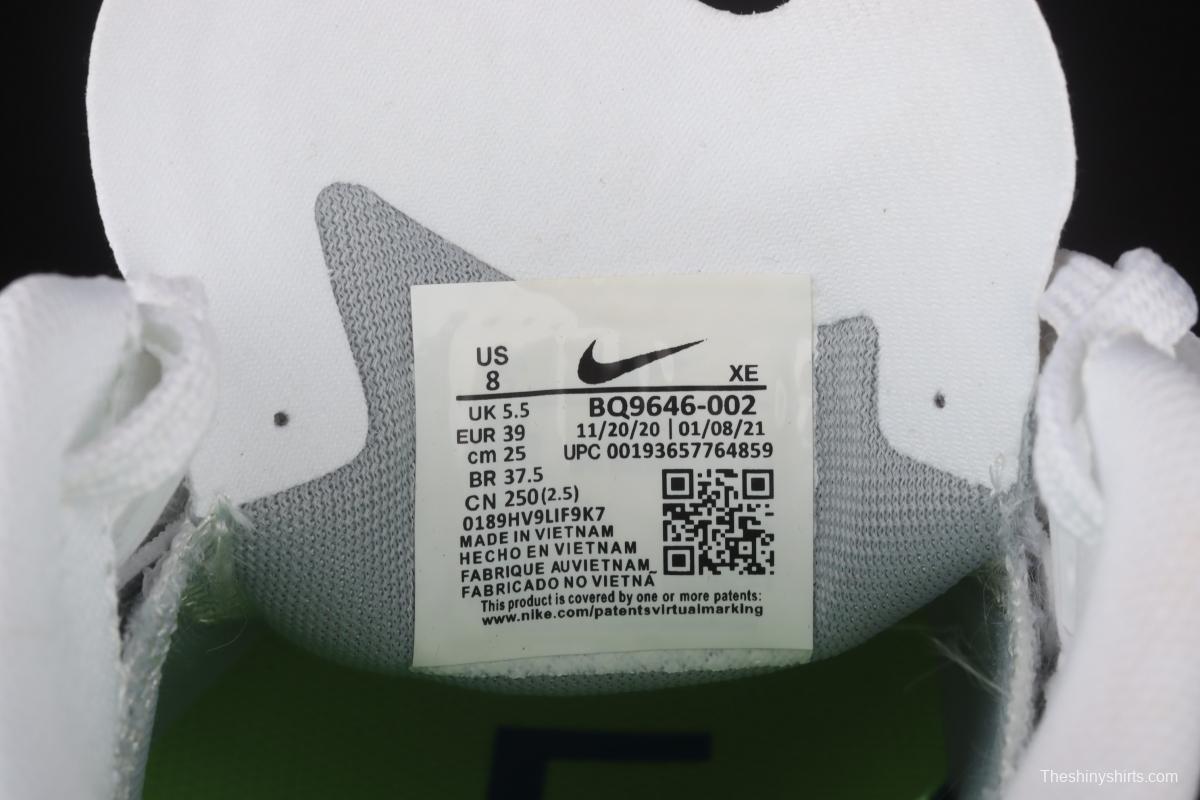 US
8
XE
UK 5.5
BQ9646-002
EUR 39
11/20/20 | 01/08/21
cm 25
UPC 00193657764859
BR 37.5
CN 250(2.5)
0189HV9LIF9K7
MADE IN VIETNAM
HECHO EN VIETNAM
FABRIQUE AUVIETNAM
FABRICADO NO VIETNÃ
This product is covered by one or more patents:
www.nike.com/patentsvirtualmarking
Theshinyshirts.com